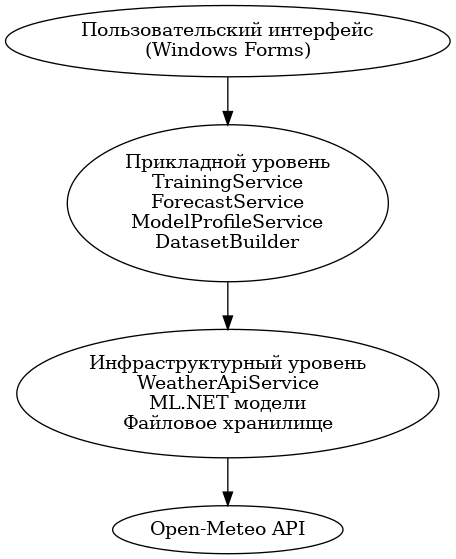 Пользовательский интерфейс
(Windows Forms)
Прикладной уровень
TrainingService
ForecastService
ModelProfileService
DatasetBuilder
Инфраструктурный уровень
WeatherApiService
ML.NET модели
Файловое хранилище
Open-Meteo API